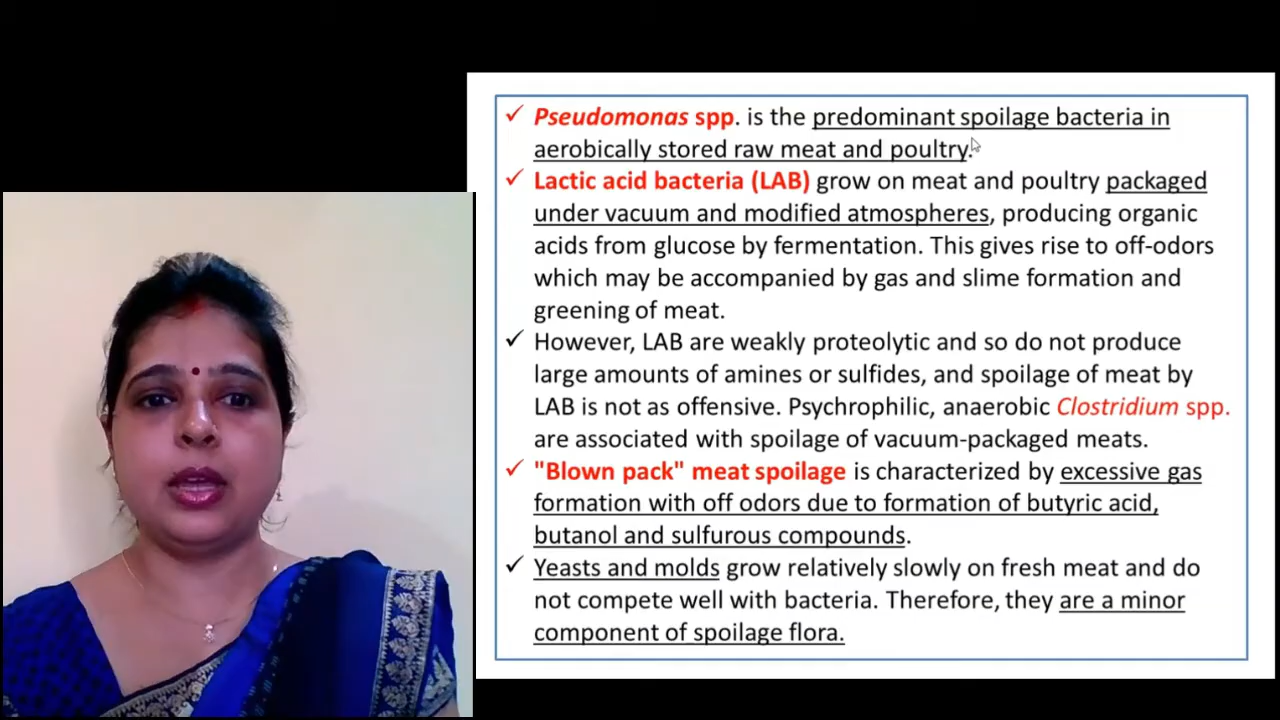 ✓ Pseudomonas spp. is the predominant spoilage bacteria in
aerobically stored raw meat and poultry.
✓ Lactic acid bacteria (LAB) grow on meat and poultry packaged
under vacuum and modified atmospheres, producing organic
acids from glucose by fermentation. This gives rise to off-odors
which may be accompanied by gas and slime formation and
greening of meat.
✓ However, LAB are weakly proteolytic and so do not produce
large amounts of amines or sulfides, and spoilage of meat by
LAB is not as offensive. Psychrophilic, anaerobic Clostridium spp.
are associated with spoilage of vacuum-packaged meats.
✓ "Blown pack" meat spoilage is characterized by excessive gas
formation with off odors due to formation of butyric acid,
butanol and sulfurous compounds.
✓ Yeasts and molds grow relatively slowly on fresh meat and do
not compete well with bacteria. Therefore, they are a minor
component of spoilage flora.